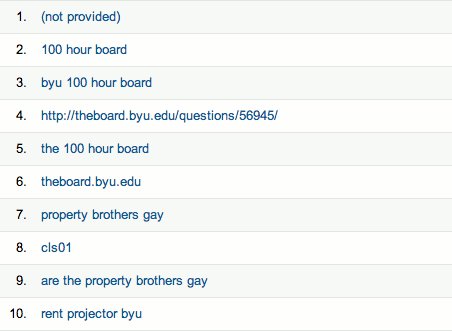 1. (not provided)
2. 100 hour board
3. byu 100 hour board
4. http://theboard.byu.edu/questions/56945/
5. the 100 hour board
6. theboard.byu.edu
7. property brothers gay
8. cls01
9. are the property brothers gay
10. rent projector byu